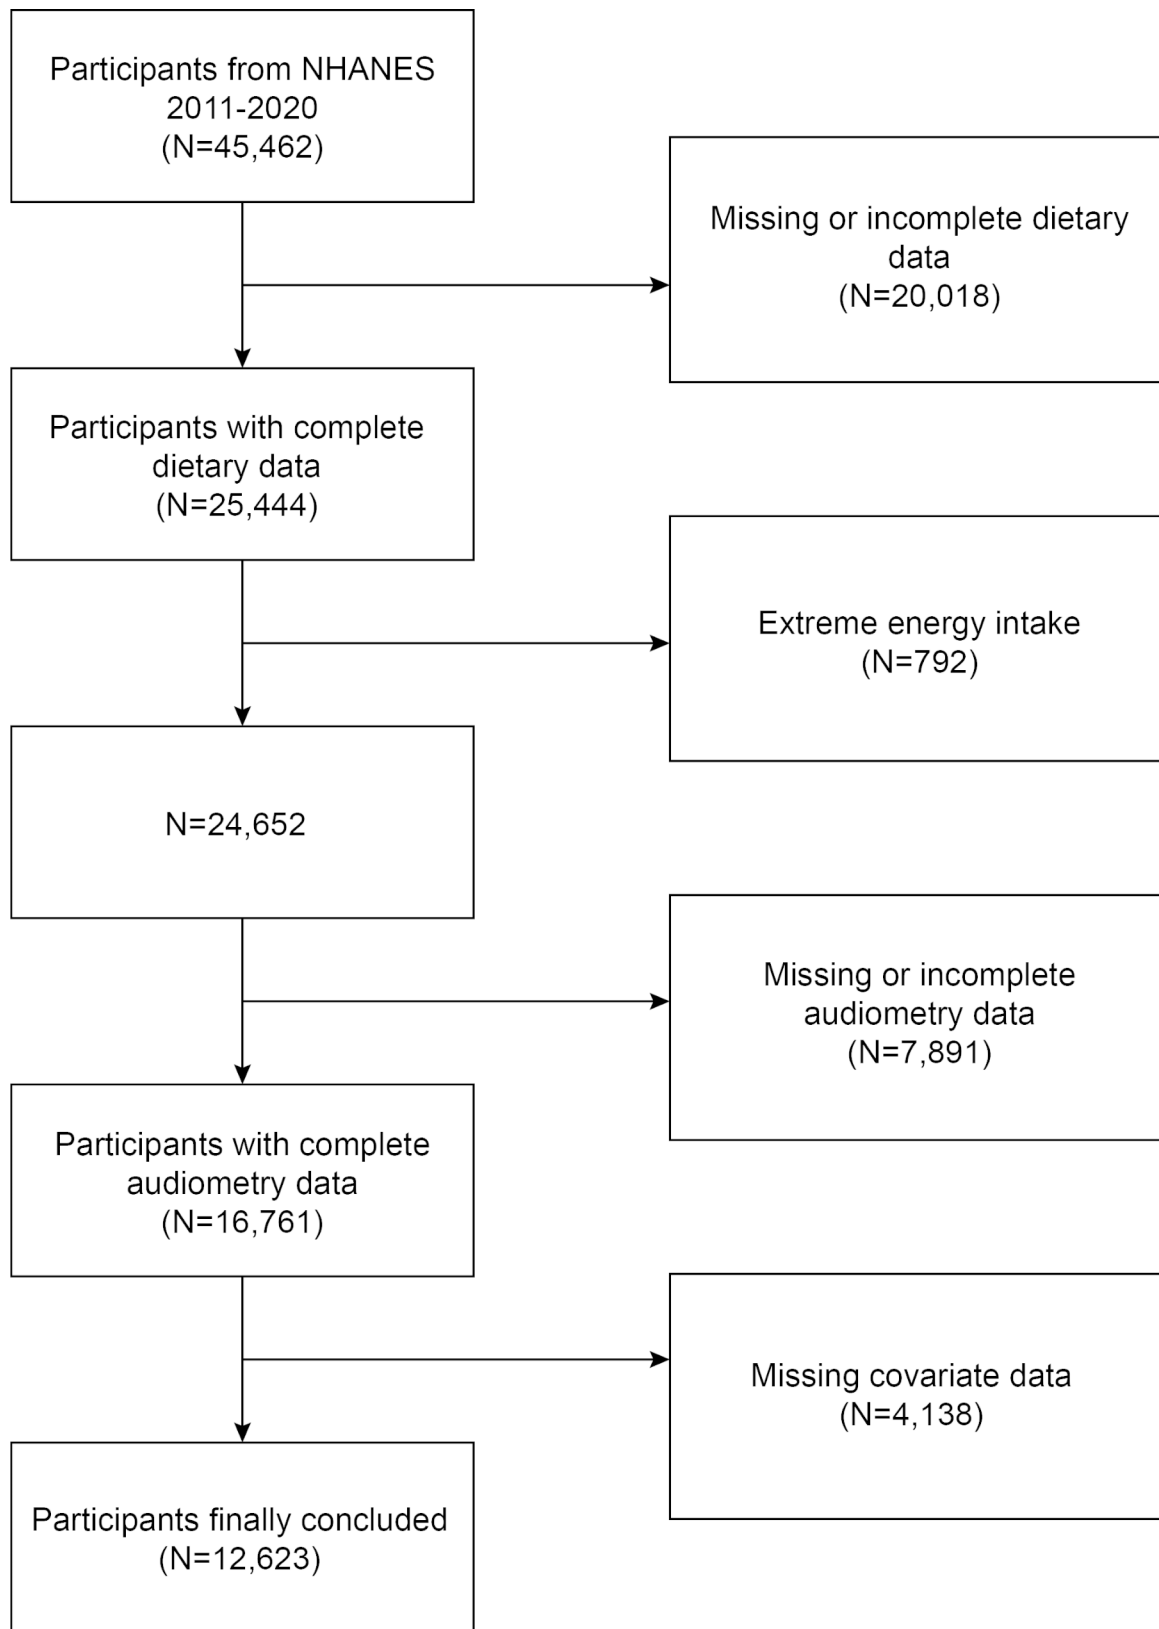 Participants from NHANES
2011-2020
(N=45,462)
Missing or incomplete dietary
data
(N=20,018)
Participants with complete
dietary data
(N=25,444)
Extreme energy intake
(N=792)
N=24,652
Missing or incomplete
audiometry data
(N=7,891)
Participants with complete
audiometry data
(N=16,761)
Missing covariate data
(N=4,138)
Participants finally concluded
(N=12,623)